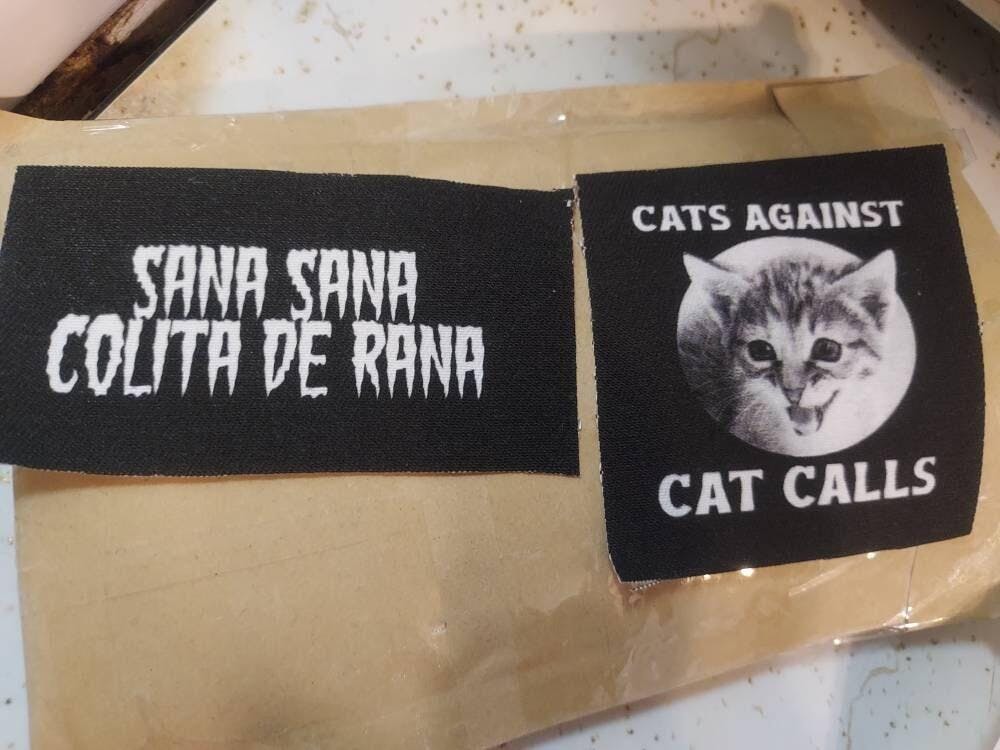 SANA SANA
COLITA DE RANA
CATS AGAINST
CAT CALLS